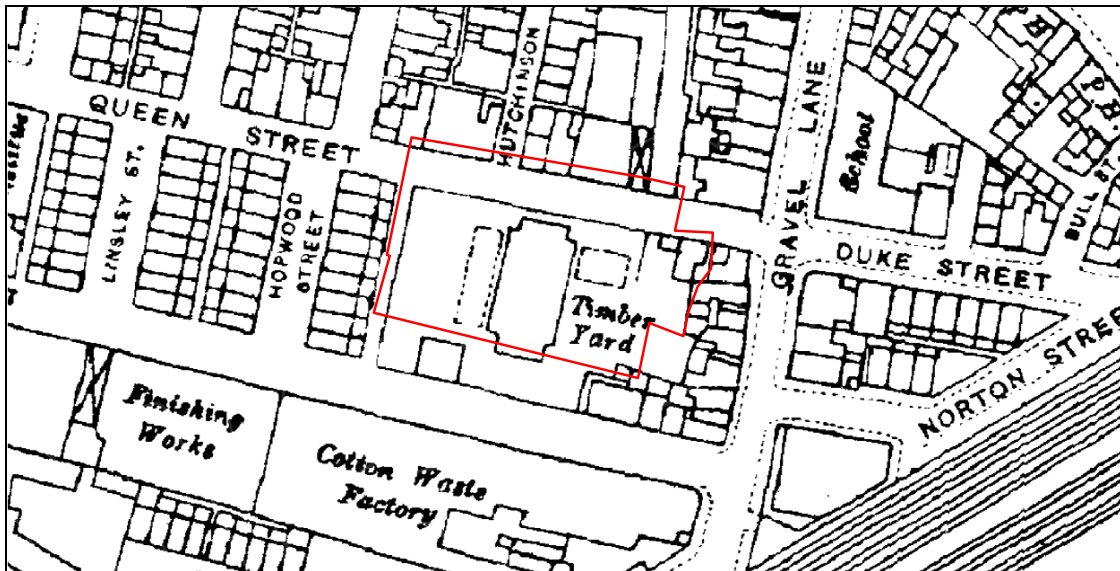 QUEEN
STREET
HUTCHINSON
GRAVEL LANE
School
BULL ST
LINSLEY ST.
HOPWOOD
STREET
DUKE STREET
Timber
Yard
NORTON STREE
Finishing
Works
Cotton Waste
Factory